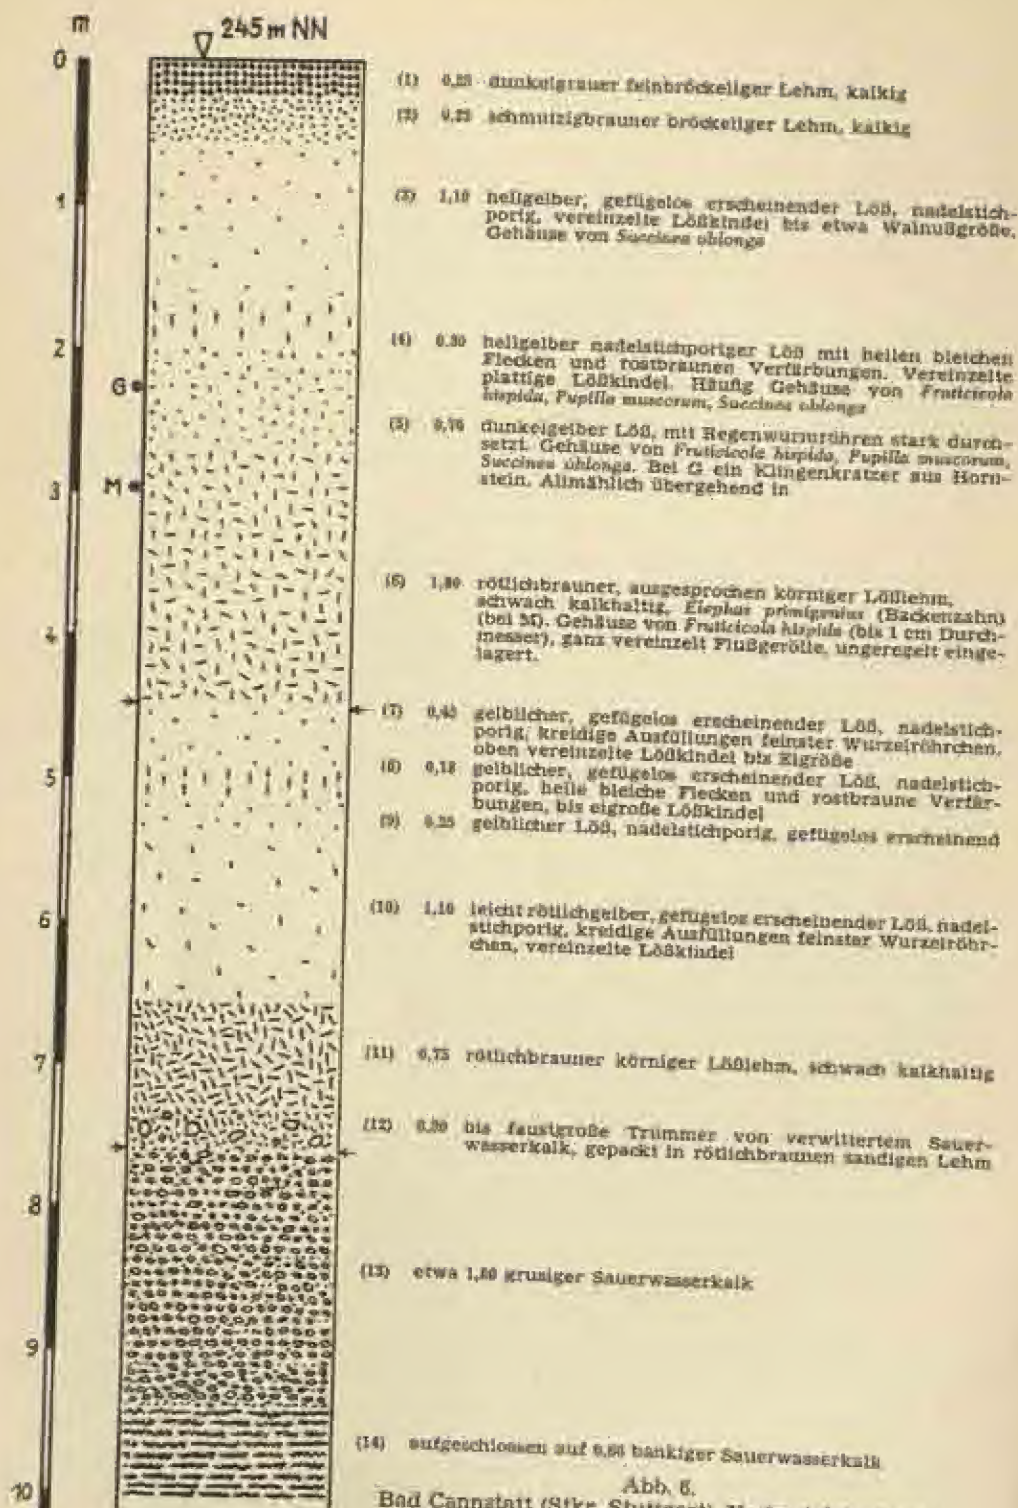 m
245 m NN
0
(1) 0,25 dunkelgrauer feinbröckeliger Lehm, kalkig
(2) 0,25 schmutzigbrauner bröckeliger Lehm, kalkig
1
(3) 1,10 hellgelber, gefügelos erscheinender Löß, nadelstich-
porig, vereinzelte Lößkindel bis etwa Walnußgröße,
Gehäuse von Succinea oblonga
2
(4) 0,30 hellgelber nadelstichporiger Löß mit hellen bleichen
Flecken und rostbraunen Verfärbungen. Vereinzelte
plattige Lößkindel. Häufig Gehäuse von Fruticicola
hispida, Pupilla muscorum, Succinea oblonga
G
(5) 0,70 dunkelgelber Löß, mit Regenwurmröhren stark durch-
setzt. Gehäuse von Fruticicola hispida, Pupilla muscorum,
Succinea oblonga. Bei G ein Klingenkratzer aus Horn-
stein. Allmählich übergehend in
3
M
(6) 1,80 rötlichbrauner, ausgesprochen körniger Lößlehm,
schwach kalkhaltig, Elephas primigenius (Backenzahn)
(bei M). Gehäuse von Fruticicola hispida (bis 1 cm Durch-
messer), ganz vereinzelt Flußgerölle, ungeregelt einge-
lagert.
4
(7) 0,45 gelblicher, gefügelos erscheinender Löß, nadelstich-
porig, kreidige Ausfüllungen feinster Wurzelröhrchen,
oben vereinzelte Lößkindel bis Eigröße
5
(8) 0,18 gelblicher, gefügelos erscheinender Löß, nadelstich-
porig, helle bleiche Flecken und rostbraune Verfär-
bungen, bis eigroße Lößkindel
(9) 0,35 gelblicher Löß, nadelstichporig, gefügelos erscheinend
6
(10) 1,10 leicht rötlichgelber, gefügelos erscheinender Löß, nadel-
stichporig, kreidige Ausfüllungen feinster Wurzelröhr-
chen, vereinzelte Lößkindel
7
(11) 0,75 rötlichbrauner körniger Lößlehm, schwach kalkhaltig
(12) bis faustgroße Trümmer von verwittertem Sauer-
wasserkalk, gepackt in rötlichbraunen sandigen Lehm
8
(13) etwa 1,80 grusiger Sauerwasserkalk
9
(14) aufgeschlossen auf bankiger Sauerwasserkalk
10
Abb. 6.
Bad Cannstatt (Stkr. Stuttgart),